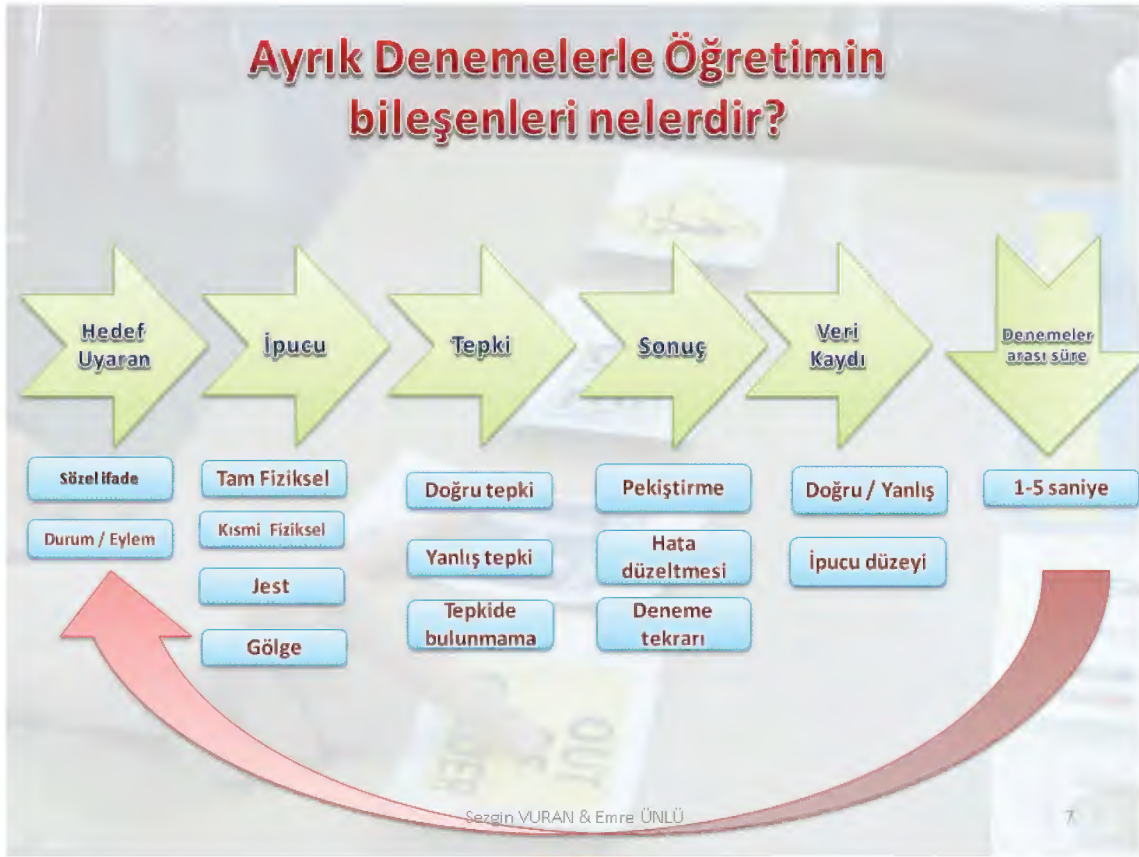 Ayrık Denemelerle Öğretimin
bileşenleri nelerdir?
Hedef
Uyaran
İpucu
Tepki
Sonuç
Veri
Kaydı
Denemeler
arası süre
Sözel ifade
Durum / Eylem
Tam Fiziksel
Kısmi Fiziksel
Jest
Gölge
Doğru tepki
Yanlış tepki
Tepkide
bulunmama
Pekiştirme
Hata
düzeltmesi
Deneme
tekrarı
Doğru / Yanlış
İpucu düzeyi
1-5 saniye
OUT
Sezgin VURAN & Emre ÜNLÜ
7